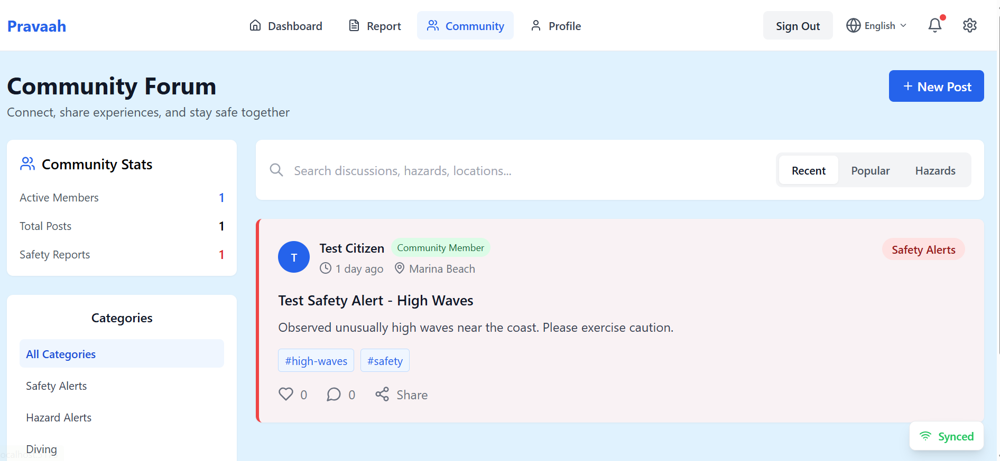 Pravaah
Dashboard
Report
Community
Profile
Sign Out
English
Community Forum
Connect, share experiences, and stay safe together
+ New Post
Community Stats
Active Members 1
Total Posts 1
Safety Reports 1
Categories
All Categories
Safety Alerts
Hazard Alerts
Diving
Search discussions, hazards, locations...
Recent
Popular
Hazards
T
Test Citizen
Community Member
1 day ago
Marina Beach
Safety Alerts
Test Safety Alert - High Waves
Observed unusually high waves near the coast. Please exercise caution.
#high-waves
#safety
0
0
Share
Synced